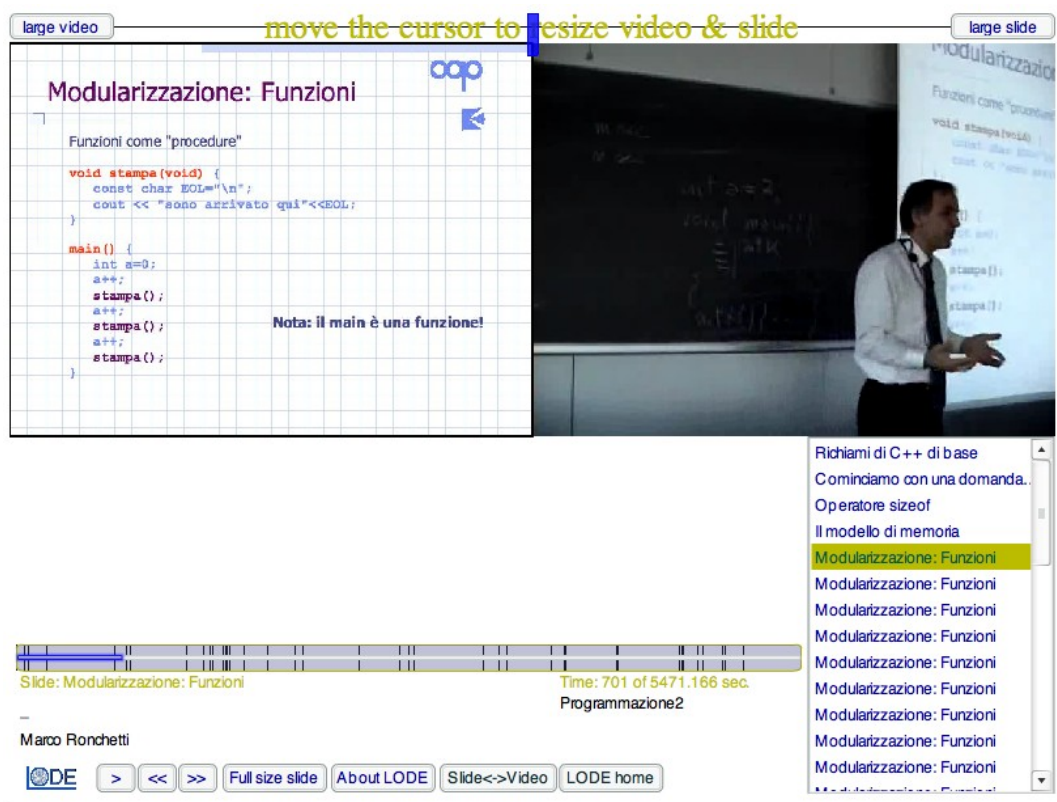 large video
move the cursor to resize video & slide
large slide
Modularizzazione: Funzioni
oop
Funzioni come "procedure"
void stampa(void) {
const char EOL="\n";
cout << "sono arrivato qui"<<EOL;
}
main() {
int a=0;
a++;
stampa();
a++;
stampa();
a++;
stampa();
}
Nota: il main è una funzione!
Modularizzazion
Funzioni come "procedure"
void stampa(void) {
const char
cout <<
stampa();
stampa();
Richiami di C++ di base
Cominciamo con una domanda..
Operatore sizeof
Il modello di memoria
Modularizzazione: Funzioni
Modularizzazione: Funzioni
Modularizzazione: Funzioni
Modularizzazione: Funzioni
Modularizzazione: Funzioni
Modularizzazione: Funzioni
Modularizzazione: Funzioni
Modularizzazione: Funzioni
Modularizzazione: Funzioni
Slide: Modularizzazione: Funzioni
Time: 701 of 5471.166 sec.
Programmazione2
_
Marco Ronchetti
LODE
>
<<
>>
Full size slide
About LODE
Slide<->Video
LODE home